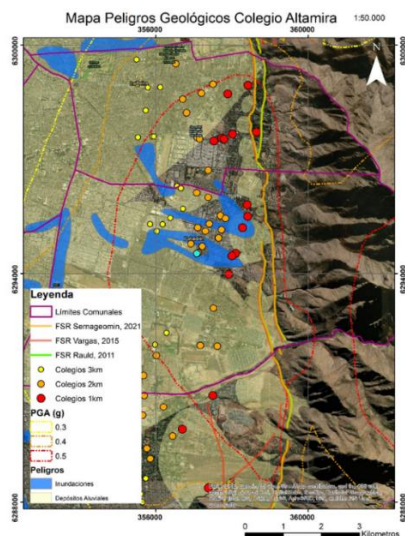 Mapa Peligros Geológicos Colegio Altamira
1:50.000
356000
360000
6300000
N
6294000
6288000
Leyenda
Límites Comunales
FSR Sernageomin, 2021
FSR Vargas, 2015
FSR Rauld, 2011
Colegios 3km
Colegios 2km
Colegios 1km
PGA (g)
0.3
0.4
0.5
Peligros
Inundaciones
Depósitos Aluviales
356000
360000
0 1 2 3
Kilometros